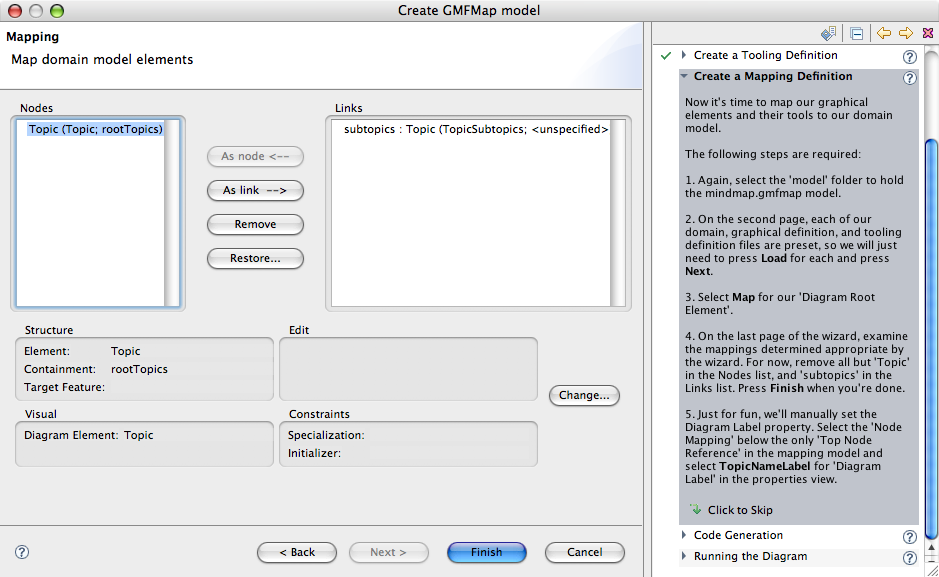 Create GMFMap model
Mapping
Map domain model elements
Nodes
Topic (Topic; rootTopics)
As node <--
As link -->
Remove
Restore...
Links
subtopics : Topic (TopicSubtopics; <unspecified>
Structure
Element: Topic
Containment: rootTopics
Target Feature:
Edit
Change...
Visual
Diagram Element: Topic
Constraints
Specialization:
Initializer:
?
< Back
Next >
Finish
Cancel
Create a Tooling Definition
?
Create a Mapping Definition
?
Now it's time to map our graphical
elements and their tools to our domain
model.
The following steps are required:
1. Again, select the 'model' folder to hold
the mindmap.gmfmap model.
2. On the second page, each of our
domain, graphical definition, and tooling
definition files are preset, so we will just
need to press Load for each and press
Next.
3. Select Map for our 'Diagram Root
Element'.
4. On the last page of the wizard, examine
the mappings determined appropriate by
the wizard. For now, remove all but 'Topic'
in the Nodes list, and 'subtopics' in the
Links list. Press Finish when you're done.
5. Just for fun, we'll manually set the
Diagram Label property. Select the 'Node
Mapping' below the only 'Top Node
Reference' in the mapping model and
select TopicNameLabel for 'Diagram
Label' in the properties view.
Click to Skip
Code Generation
?
Running the Diagram
?